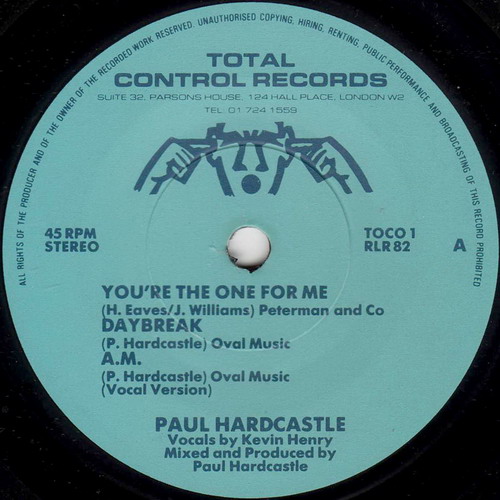 ALL RIGHTS OF THE PRODUCER AND OF THE OWNER OF THE RECORDED WORK RESERVED. UNAUTHORISED COPYING, HIRING, RENTING, PUBLIC PERFORMANCE AND BROADCASTING OF THIS RECORD PROHIBITED
TOTAL
CONTROL RECORDS
SUITE 32, PARSONS HOUSE, 124 HALL PLACE, LONDON W2
TEL. 01 724 1559
45 RPM
STEREO
TOCO 1
RLR 82
A
YOU'RE THE ONE FOR ME
(H. Eaves/J. Williams) Peterman and Co
DAYBREAK
(P. Hardcastle) Oval Music
A.M.
(P. Hardcastle) Oval Music
(Vocal Version)
PAUL HARDCASTLE
Vocals by Kevin Henry
Mixed and Produced by
Paul Hardcastle